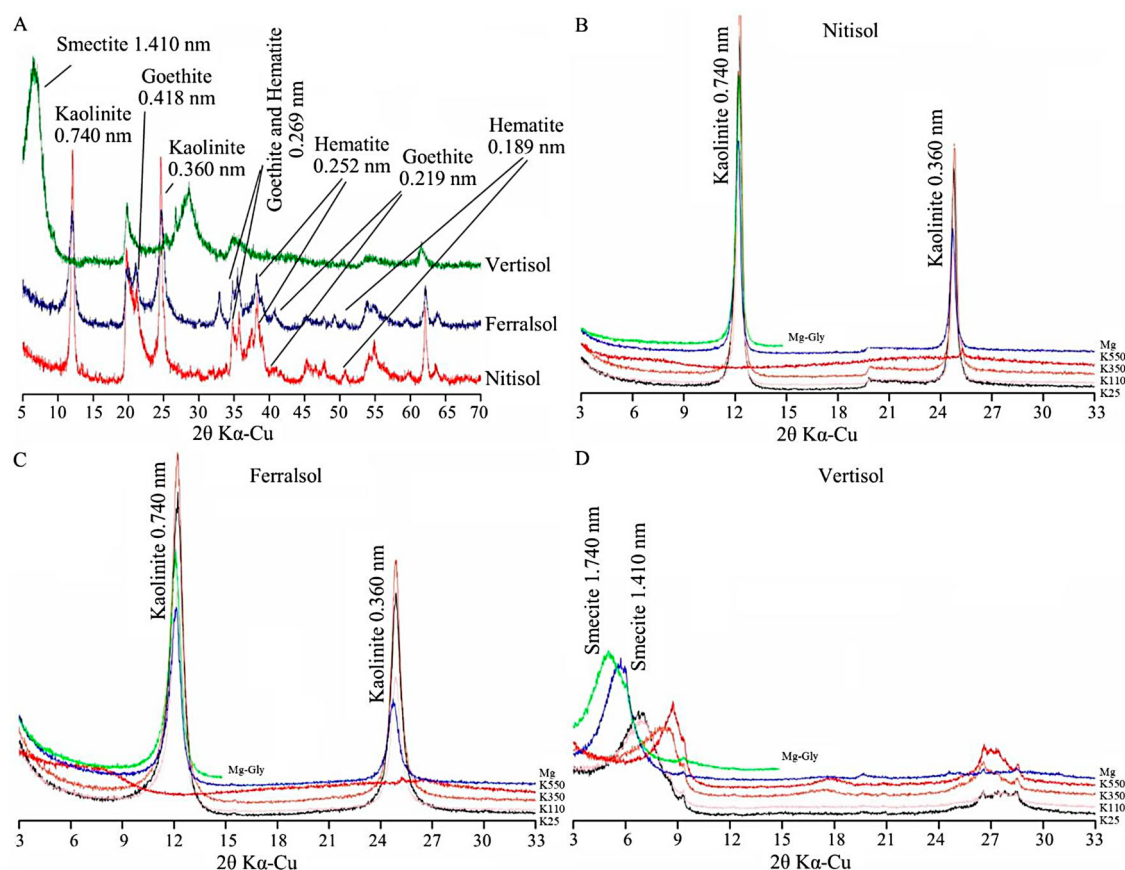 A
Smectite 1.410 nm
Goethite
0.418 nm
Kaolinite
0.740 nm
Kaolinite
0.360 nm
Goethite and Hematite
0.269 nm
Hematite
0.252 nm
Goethite
0.219 nm
Hematite
0.189 nm
Vertisol
Ferralsol
Nitisol
5 10 15 20 25 30 35 40 45 50 55 60 65 70
2θ Kα-Cu
B
Nitisol
Kaolinite 0.740 nm
Kaolinite 0.360 nm
Mg-Gly
Mg
K550
K350
K110
K25
3 6 9 12 15 18 21 24 27 30 33
2θ Kα-Cu
C
Ferralsol
Kaolinite 0.740 nm
Kaolinite 0.360 nm
Mg-Gly
Mg
K550
K350
K110
K25
3 6 9 12 15 18 21 24 27 30 33
2θ Kα-Cu
D
Vertisol
Smecite 1.740 nm
Smecite 1.410 nm
Mg-Gly
Mg
K550
K350
K110
K25
3 6 9 12 15 18 21 24 27 30 33
2θ Kα-Cu